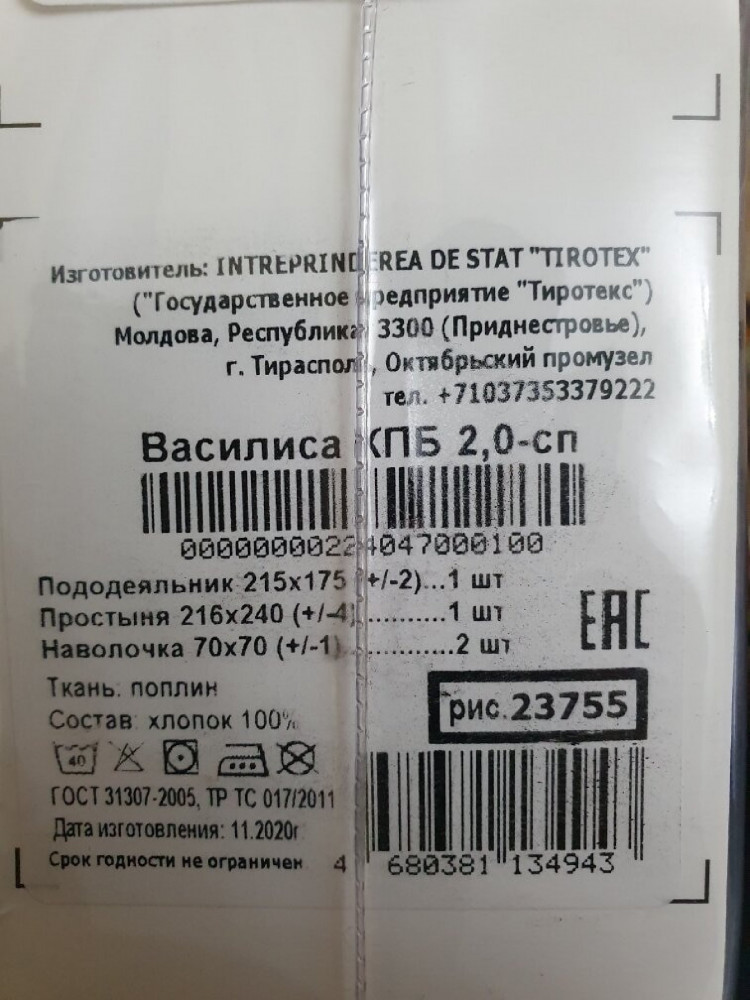 Изготовитель: INTREPRINDEREA DE STAT "TIROTEX"
("Государственное предприятие "Тиротекс")
Молдова, Республика, 3300 (Приднестровье),
г. Тирасполь, Октябрьский промузел
тел. +71037353379222
Василиса КПБ 2,0-сп
000000000224047000100
Пододеяльник 215х175 (+/-2)...1 шт
Простыня 216х240 (+/-4)..........1 шт
Наволочка 70х70 (+/-1)............2 шт
ЕАС
Ткань: поплин
Состав: хлопок 100%
рис.23755
40
ГОСТ 31307-2005, ТР ТС 017/2011
Дата изготовления: 11.2020г
Срок годности не ограничен
4 680381 134943